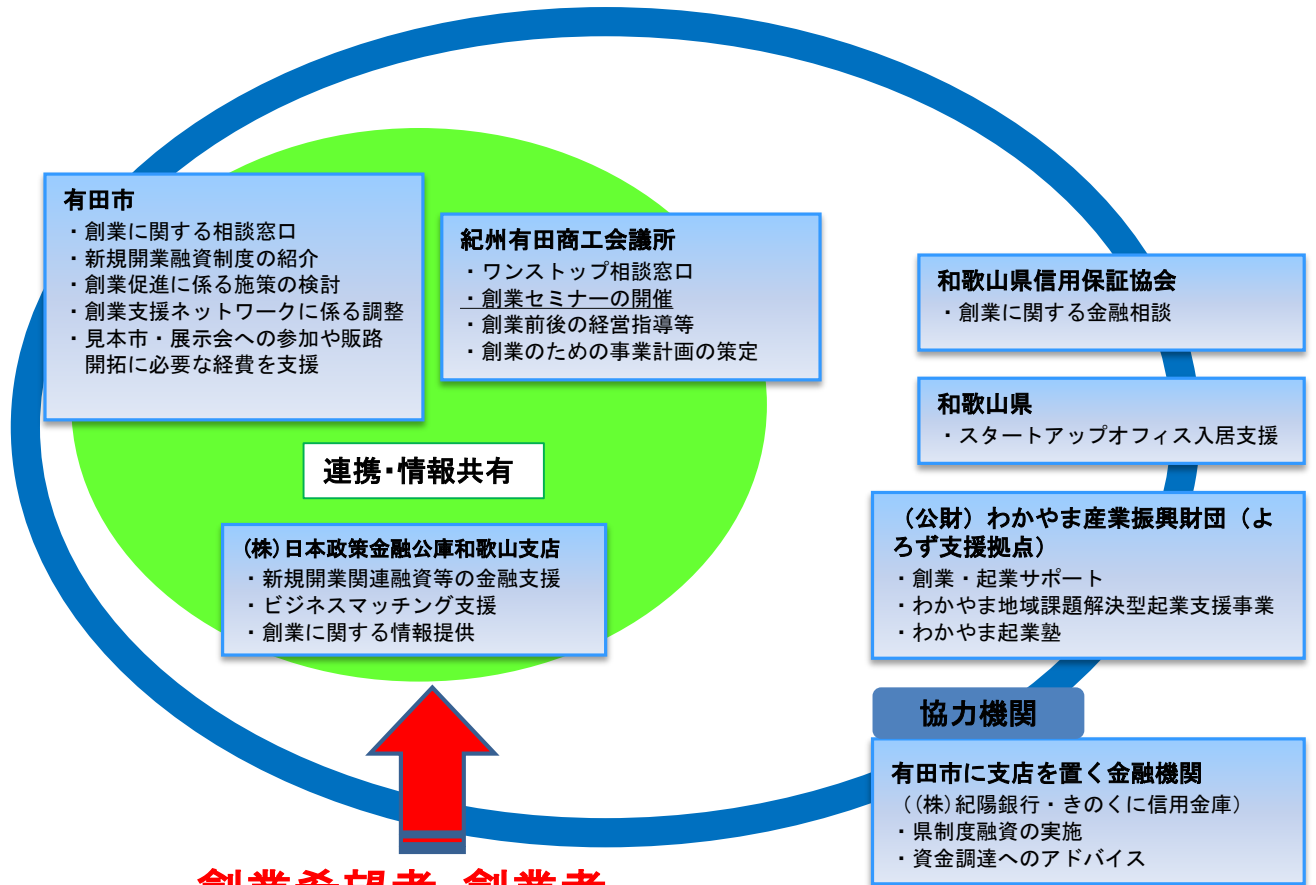 有田市
・創業に関する相談窓口
・新規開業融資制度の紹介
・創業促進に係る施策の検討
・創業支援ネットワークに係る調整
・見本市・展示会への参加や販路
開拓に必要な経費を支援
紀州有田商工会議所
・ワンストップ相談窓口
・創業セミナーの開催
・創業前後の経営指導等
・創業のための事業計画の策定
連携・情報共有
(株)日本政策金融公庫和歌山支店
・新規開業関連融資等の金融支援
・ビジネスマッチング支援
・創業に関する情報提供
和歌山県信用保証協会
・創業に関する金融相談
和歌山県
・スタートアップオフィス入居支援
（公財）わかやま産業振興財団（よ
ろず支援拠点）
・創業・起業サポート
・わかやま地域課題解決型起業支援事業
・わかやま起業塾
協力機関
有田市に支店を置く金融機関
（(株)紀陽銀行・きのくに信用金庫）
・県制度融資の実施
・資金調達へのアドバイス
創業希望者 創業者